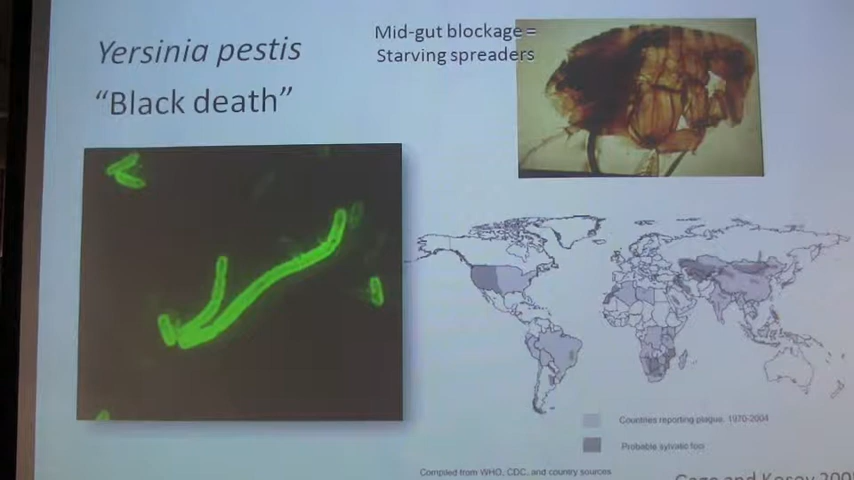 Yersinia pestis
"Black death"
Mid-gut blockage =
Starving spreaders
Countries reporting plague, 1970-2004
Probable sylvatic foci
Compiled from WHO, CDC, and country sources